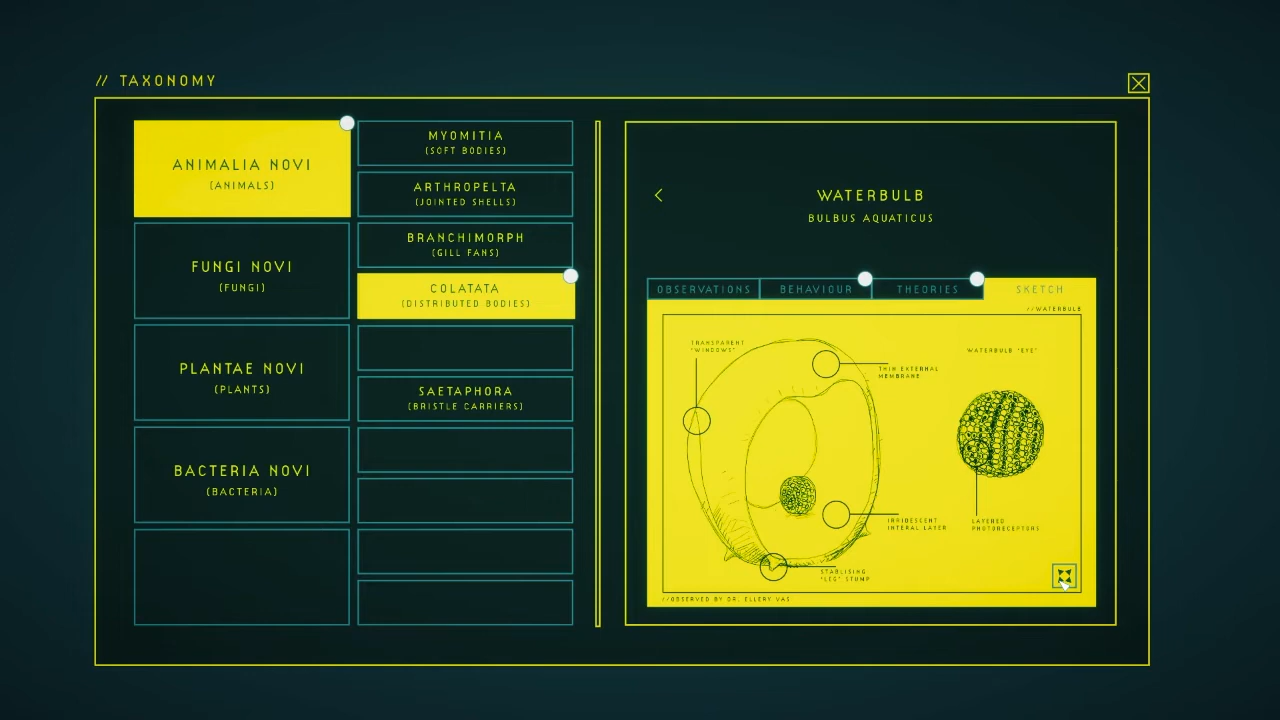 // TAXONOMY
ANIMALIA NOVI
(ANIMALS)
FUNGI NOVI
(FUNGI)
PLANTAE NOVI
(PLANTS)
BACTERIA NOVI
(BACTERIA)
MYOMITIA
(SOFT BODIES)
ARTHROPELTA
(JOINTED SHELLS)
BRANCHIMORPH
(GILL FANS)
COLATATA
(DISTRIBUTED BODIES)
SAETAPHORA
(BRISTLE CARRIERS)
WATERBULB
BULBUS AQUATICUS
OBSERVATIONS
BEHAVIOUR
THEORIES
SKETCH
//WATERBULB
TRANSPARENT
"WINDOWS"
THIN EXTERNAL
MEMBRANE
WATERBULB "EYE"
IRRIDESCENT
INTERAL LAYER
LAYERED
PHOTORECEPTORS
STABLISING
"LEG" STUMP
//OBSERVED BY DR. ELLERY VAS